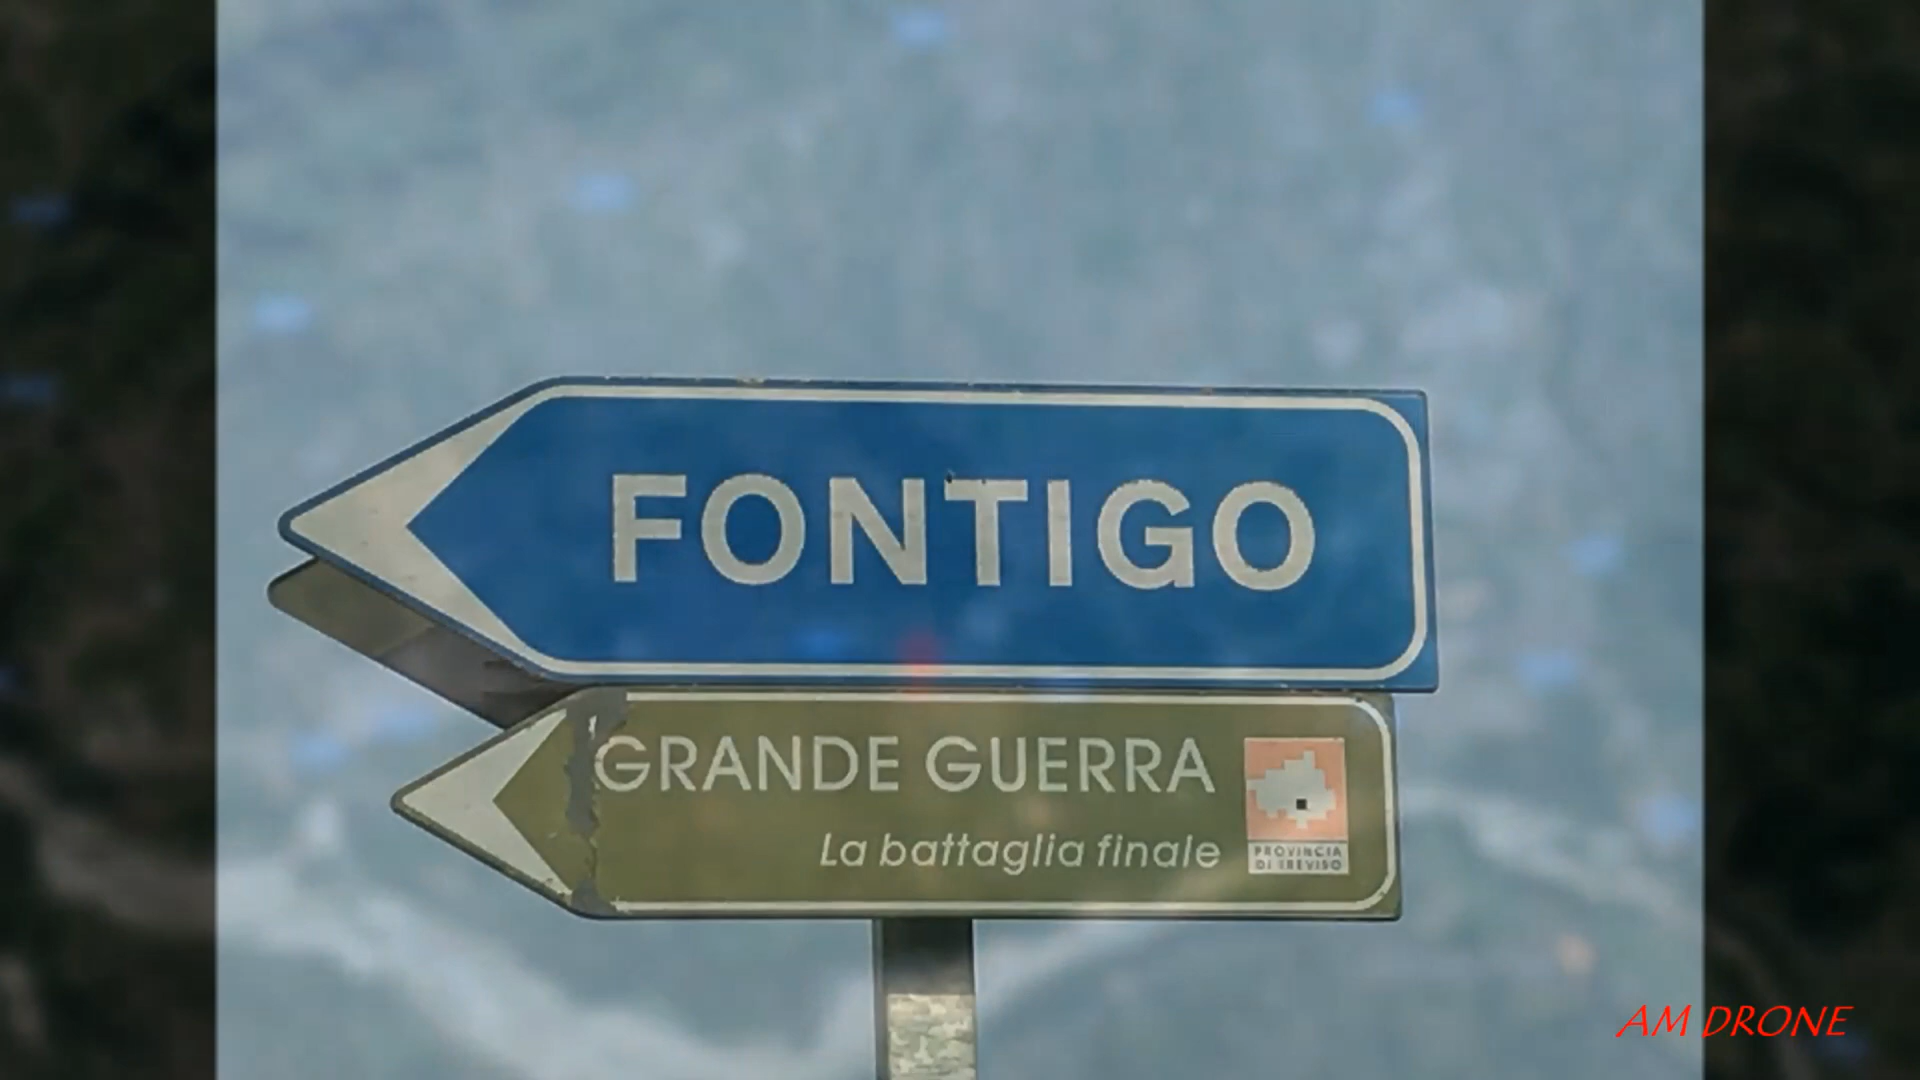 FONTIGO
GRANDE GUERRA
La battaglia finale
PROVINCIA
DI TREVISO
AM DRONE